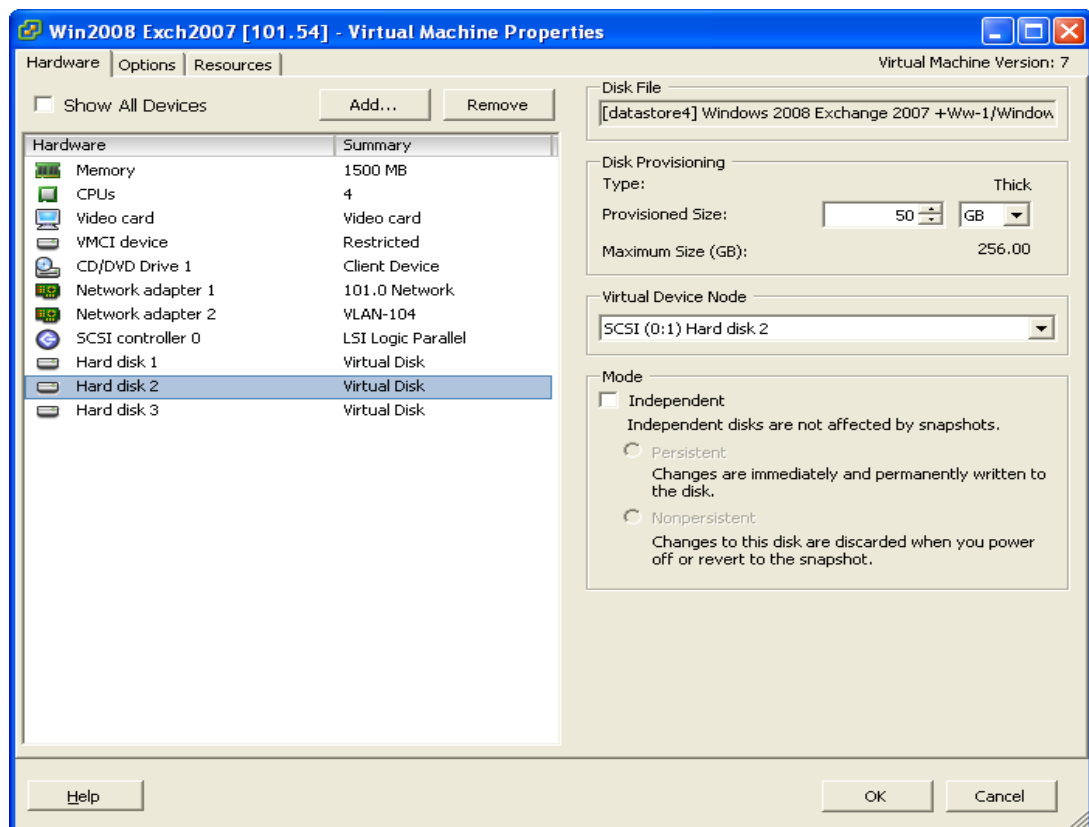 Win2008 Exch2007 [101.54] - Virtual Machine Properties
Hardware Options Resources Virtual Machine Version: 7
Show All Devices Add... Remove
Hardware Summary
Memory 1500 MB
CPUs 4
Video card Video card
VMCI device Restricted
CD/DVD Drive 1 Client Device
Network adapter 1 101.0 Network
Network adapter 2 VLAN-104
SCSI controller 0 LSI Logic Parallel
Hard disk 1 Virtual Disk
Hard disk 2 Virtual Disk
Hard disk 3 Virtual Disk
Disk File
[datastore4] Windows 2008 Exchange 2007 +Ww-1/Window
Disk Provisioning
Type: Thick
Provisioned Size: 50 GB
Maximum Size (GB): 256.00
Virtual Device Node
SCSI (0:1) Hard disk 2
Mode
Independent
Independent disks are not affected by snapshots.
Persistent
Changes are immediately and permanently written to
the disk.
Nonpersistent
Changes to this disk are discarded when you power
off or revert to the snapshot.
Help OK Cancel